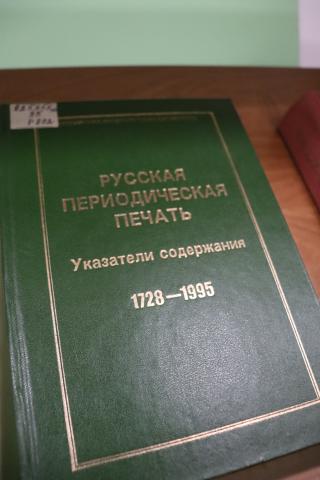 РУССКАЯ
ПЕРИОДИЧЕСКАЯ
ПЕЧАТЬ
Указатели содержания
1728—1995